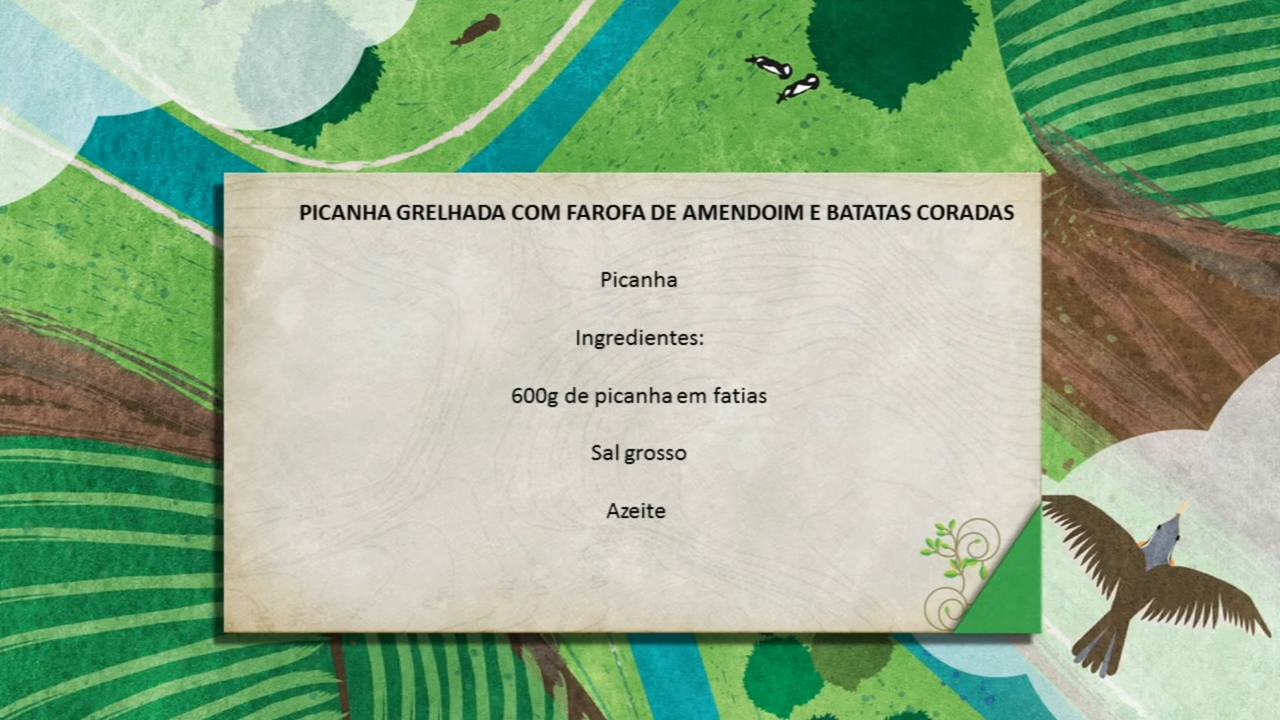 PICANHA GRELHADA COM FAROFA DE AMENDOIM E BATATAS CORADAS
Picanha
Ingredientes:
600g de picanha em fatias
Sal grosso
Azeite